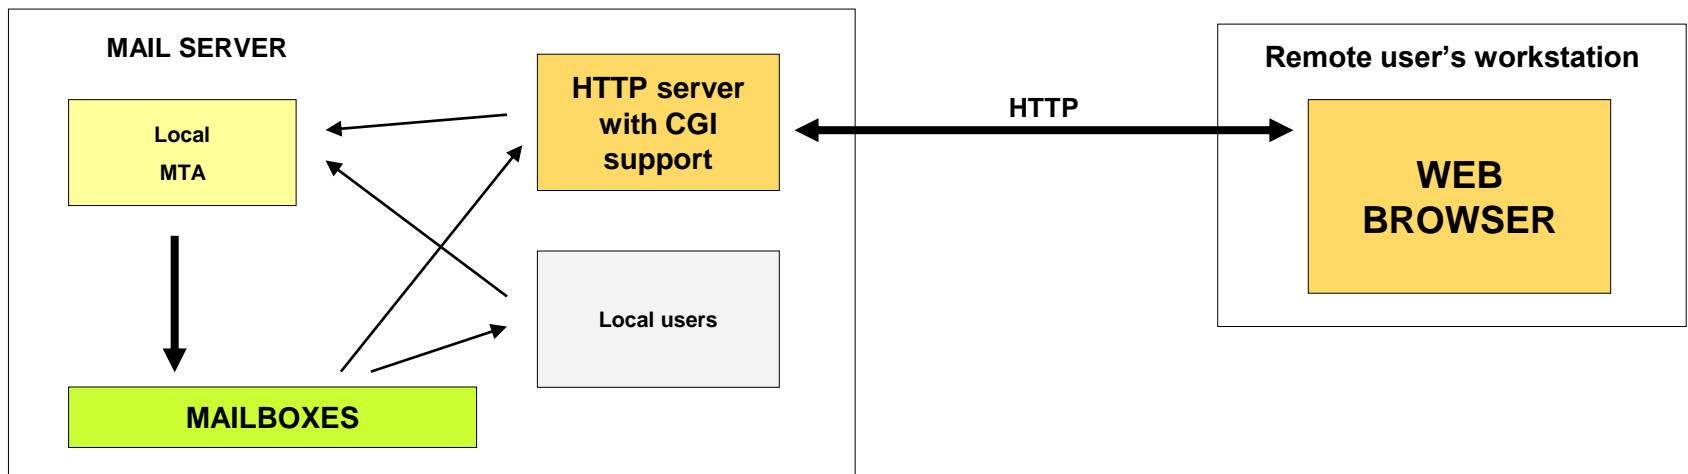 MAIL SERVER
Local
MTA
HTTP server
with CGI
support
Local users
MAILBOXES
HTTP
Remote user’s workstation
WEB
BROWSER